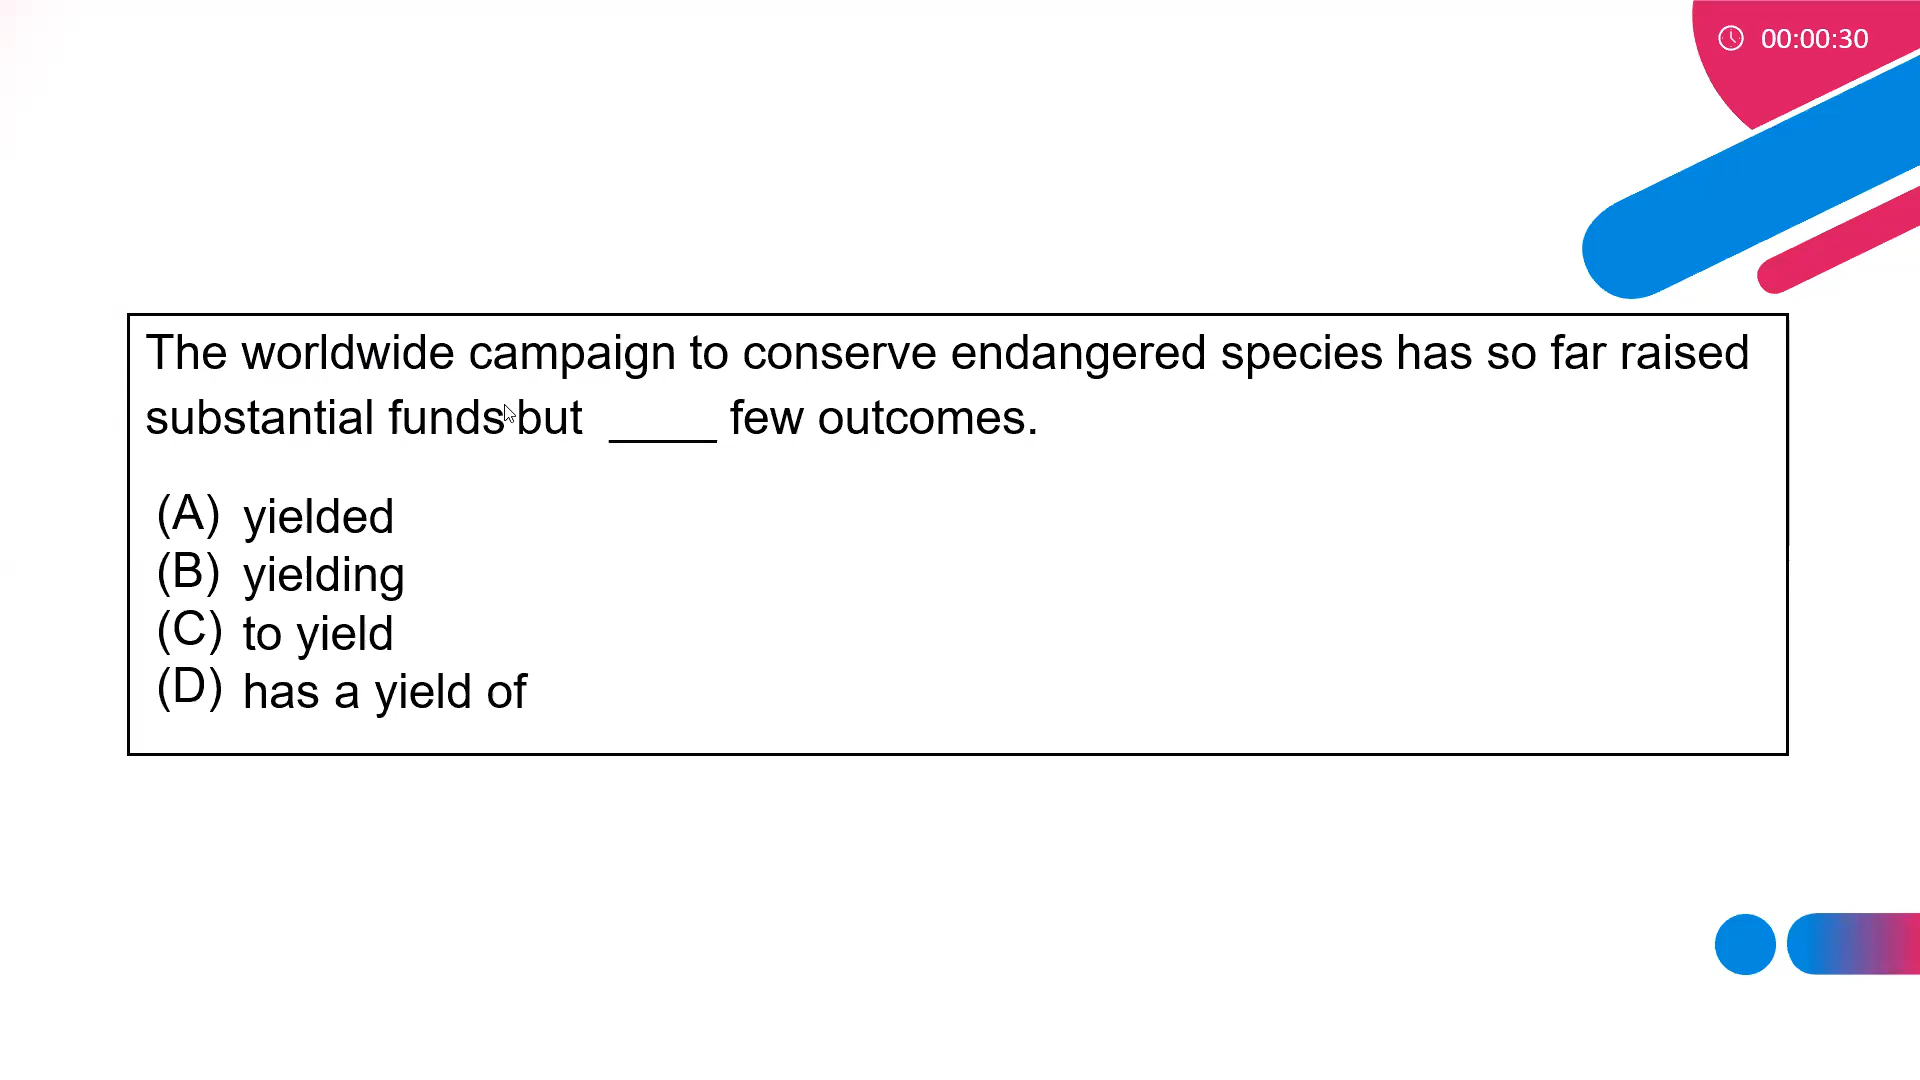 00:00:30
The worldwide campaign to conserve endangered species has so far raised
substantial funds but ____ few outcomes.
(A) yielded
(B) yielding
(C) to yield
(D) has a yield of